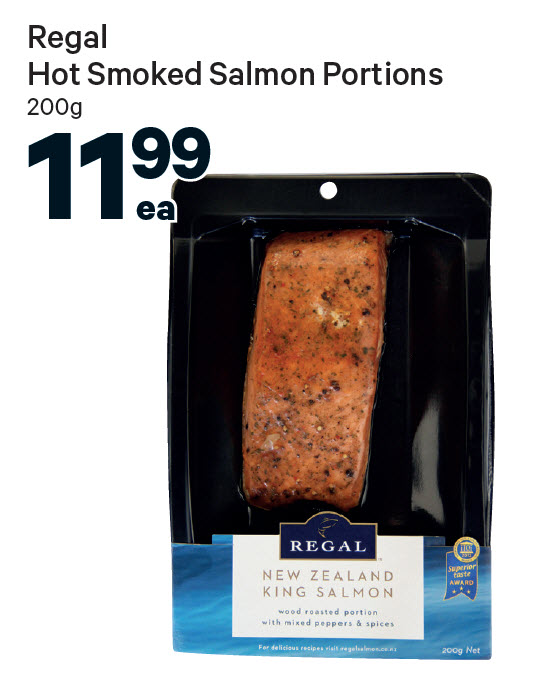 Regal
Hot Smoked Salmon Portions
200g
11 99
ea
REGAL
NEW ZEALAND
KING SALMON
wood roasted portion
with mixed peppers & spices
Superior
taste
AWARD
For delicious recipes visit regalsalmon.co.nz
200g Net